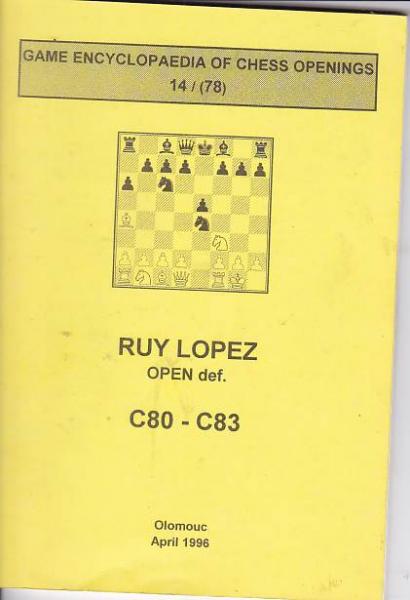 GAME ENCYCLOPAEDIA OF CHESS OPENINGS
14 / (78)
RUY LOPEZ
OPEN def.
C80 - C83
Olomouc
April 1996